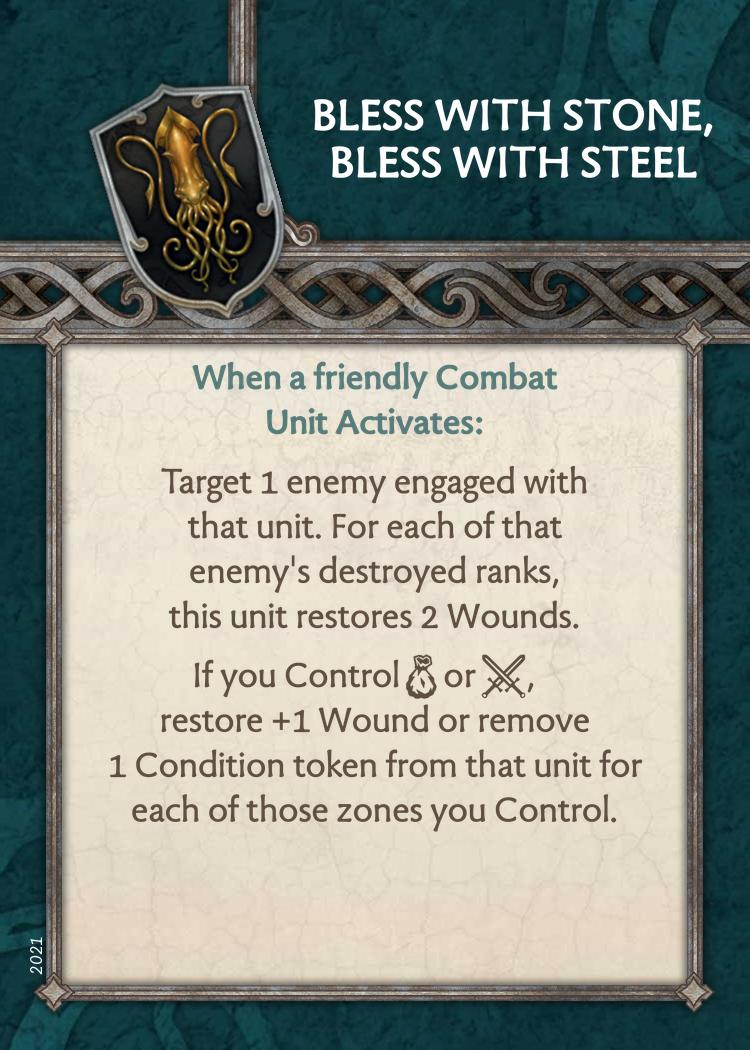 BLESS WITH STONE,
BLESS WITH STEEL
When a friendly Combat
Unit Activates:
Target 1 enemy engaged with
that unit. For each of that
enemy's destroyed ranks,
this unit restores 2 Wounds.
If you Control or ,
restore +1 Wound or remove
1 Condition token from that unit for
each of those zones you Control.
2021